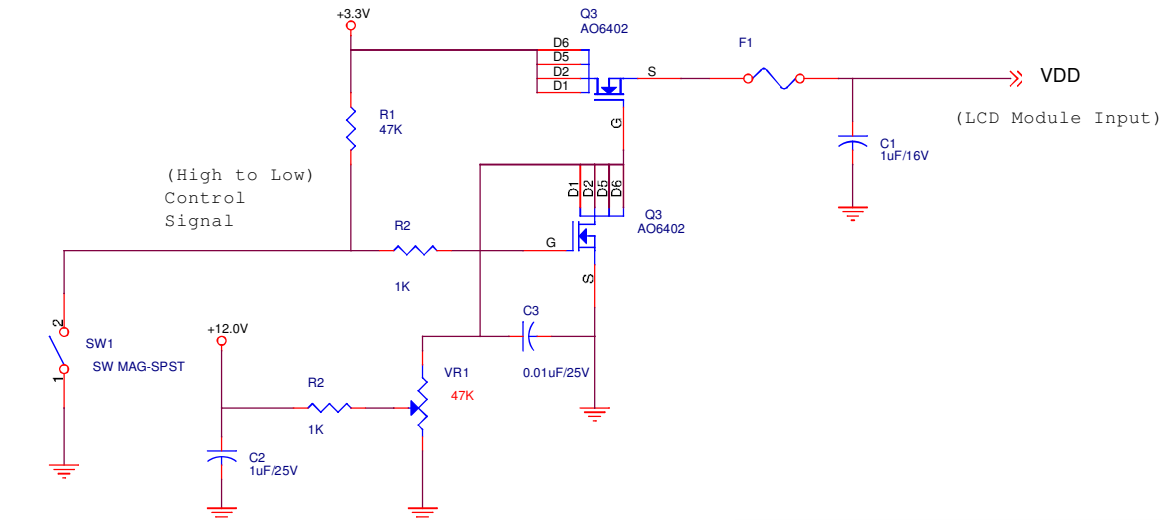 +3.3V
Q3
AO6402
D6
D5
D2
D1
S
F1
VDD
(LCD Module Input)
G
R1
47K
C1
1uF/16V
(High to Low)
Control
Signal
D1
D2
D5
D6
Q3
AO6402
R2
G
1K
S
2
SW1
SW MAG-SPST
1
+12.0V
C3
0.01uF/25V
VR1
47K
R2
1K
C2
1uF/25V